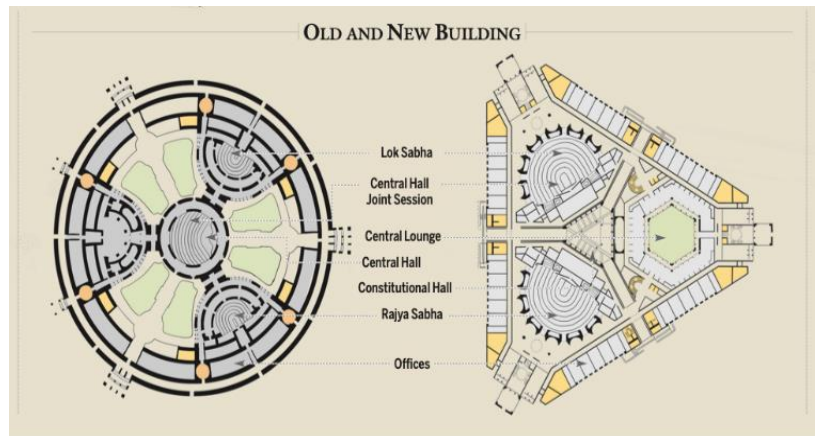 OLD AND NEW BUILDING
Lok Sabha
Central Hall
Joint Session
Central Lounge
Central Hall
Constitutional Hall
Rajya Sabha
Offices